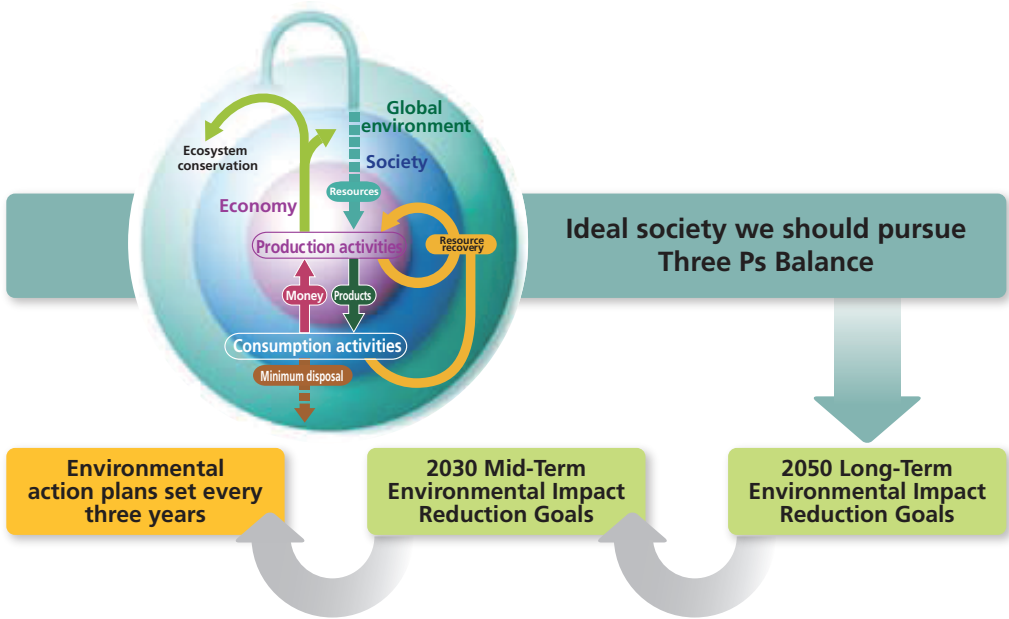 Global
environment
Ecosystem
conservation
Society
Resources
Economy
Production activities
Resource
recovery
Money
Products
Consumption activities
Minimum disposal
Ideal society we should pursue
Three Ps Balance
Environmental
action plans set every
three years
2030 Mid-Term
Environmental Impact
Reduction Goals
2050 Long-Term
Environmental Impact
Reduction Goals